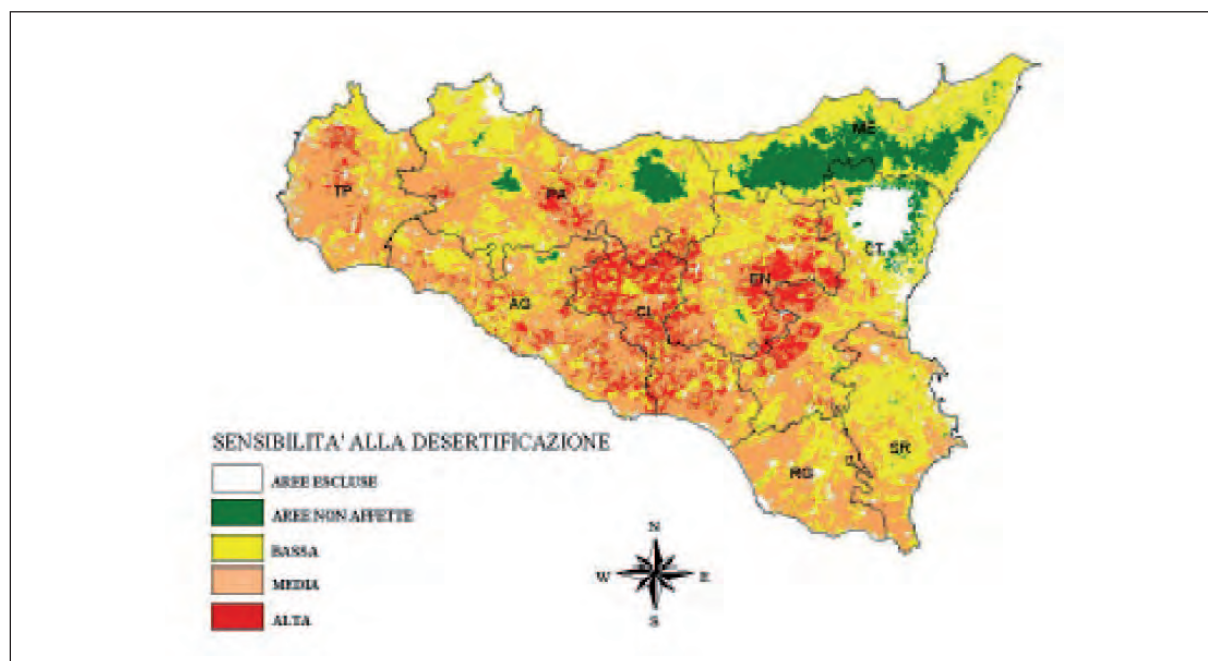 ME
TP
PA
CT
EN
AG
CL
SR
RG
SENSIBILITA' ALLA DESERTIFICAZIONE
AREE ESCLUSE
AREE NON AFFETTE
BASSA
MEDIA
ALTA
N
W E
S